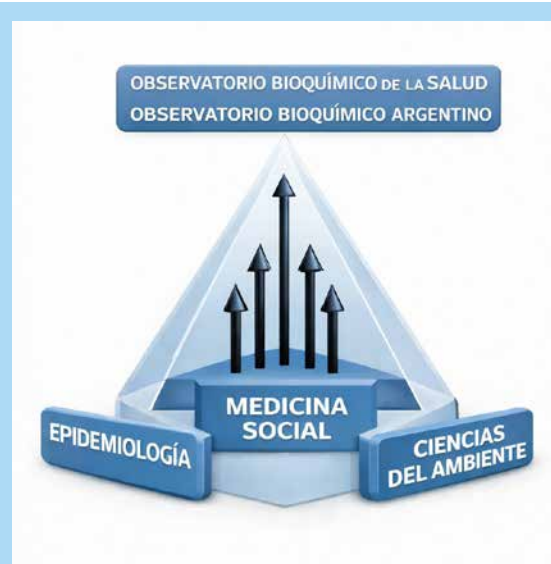 OBSERVATORIO BIOQUÍMICO DE LA SALUD
OBSERVATORIO BIOQUÍMICO ARGENTINO
MEDICINA
SOCIAL
EPIDEMIOLOGÍA
CIENCIAS
DEL AMBIENTE